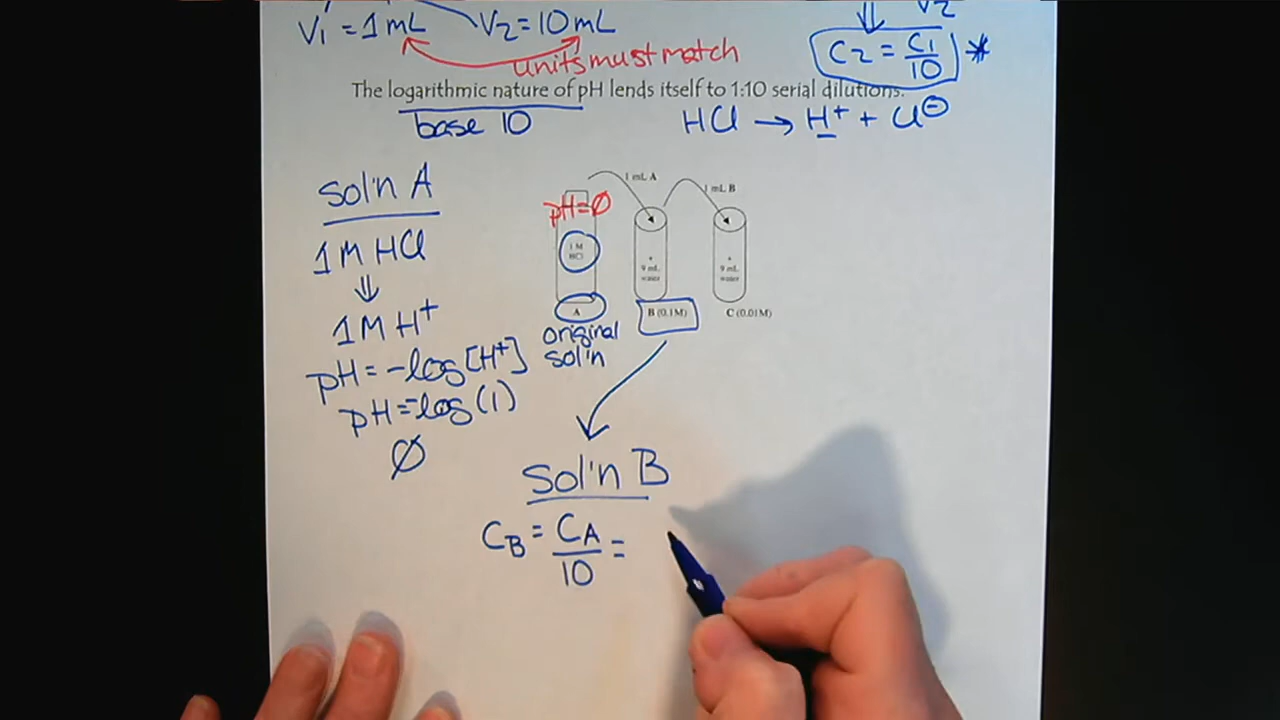 V1 = 1 mL V2 = 10 mL
V2
units must match
C2 = C1/10 *
The logarithmic nature of pH lends itself to 1:10 serial dilutions.
base 10
HCl → H+ + Cl⊖
Sol'n A
1 M HCl
⇓
1 M H+
pH = -log[H+]
pH = -log(1)
Ø
1 mL A
1 mL B
pH = Ø
1 M
HCl
+
9 mL
water
+
9 mL
water
A
B (0.1M)
C (0.01M)
original
sol'n
Sol'n B
CB = CA/10 =